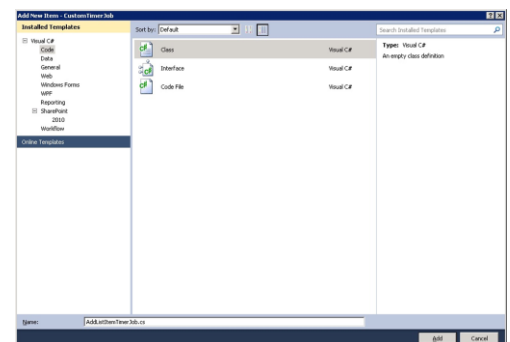 Add New Item - CustomTimerJob
Installed Templates
Visual C#
Code
Data
General
Web
Windows Forms
WPF
Reporting
SharePoint
2010
Workflow
Online Templates
Sort by: Default
Search Installed Templates
Class Visual C#
Interface Visual C#
Code File Visual C#
Type: Visual C#
An empty class definition
Name: AddListItemTimerJob.cs
Add Cancel